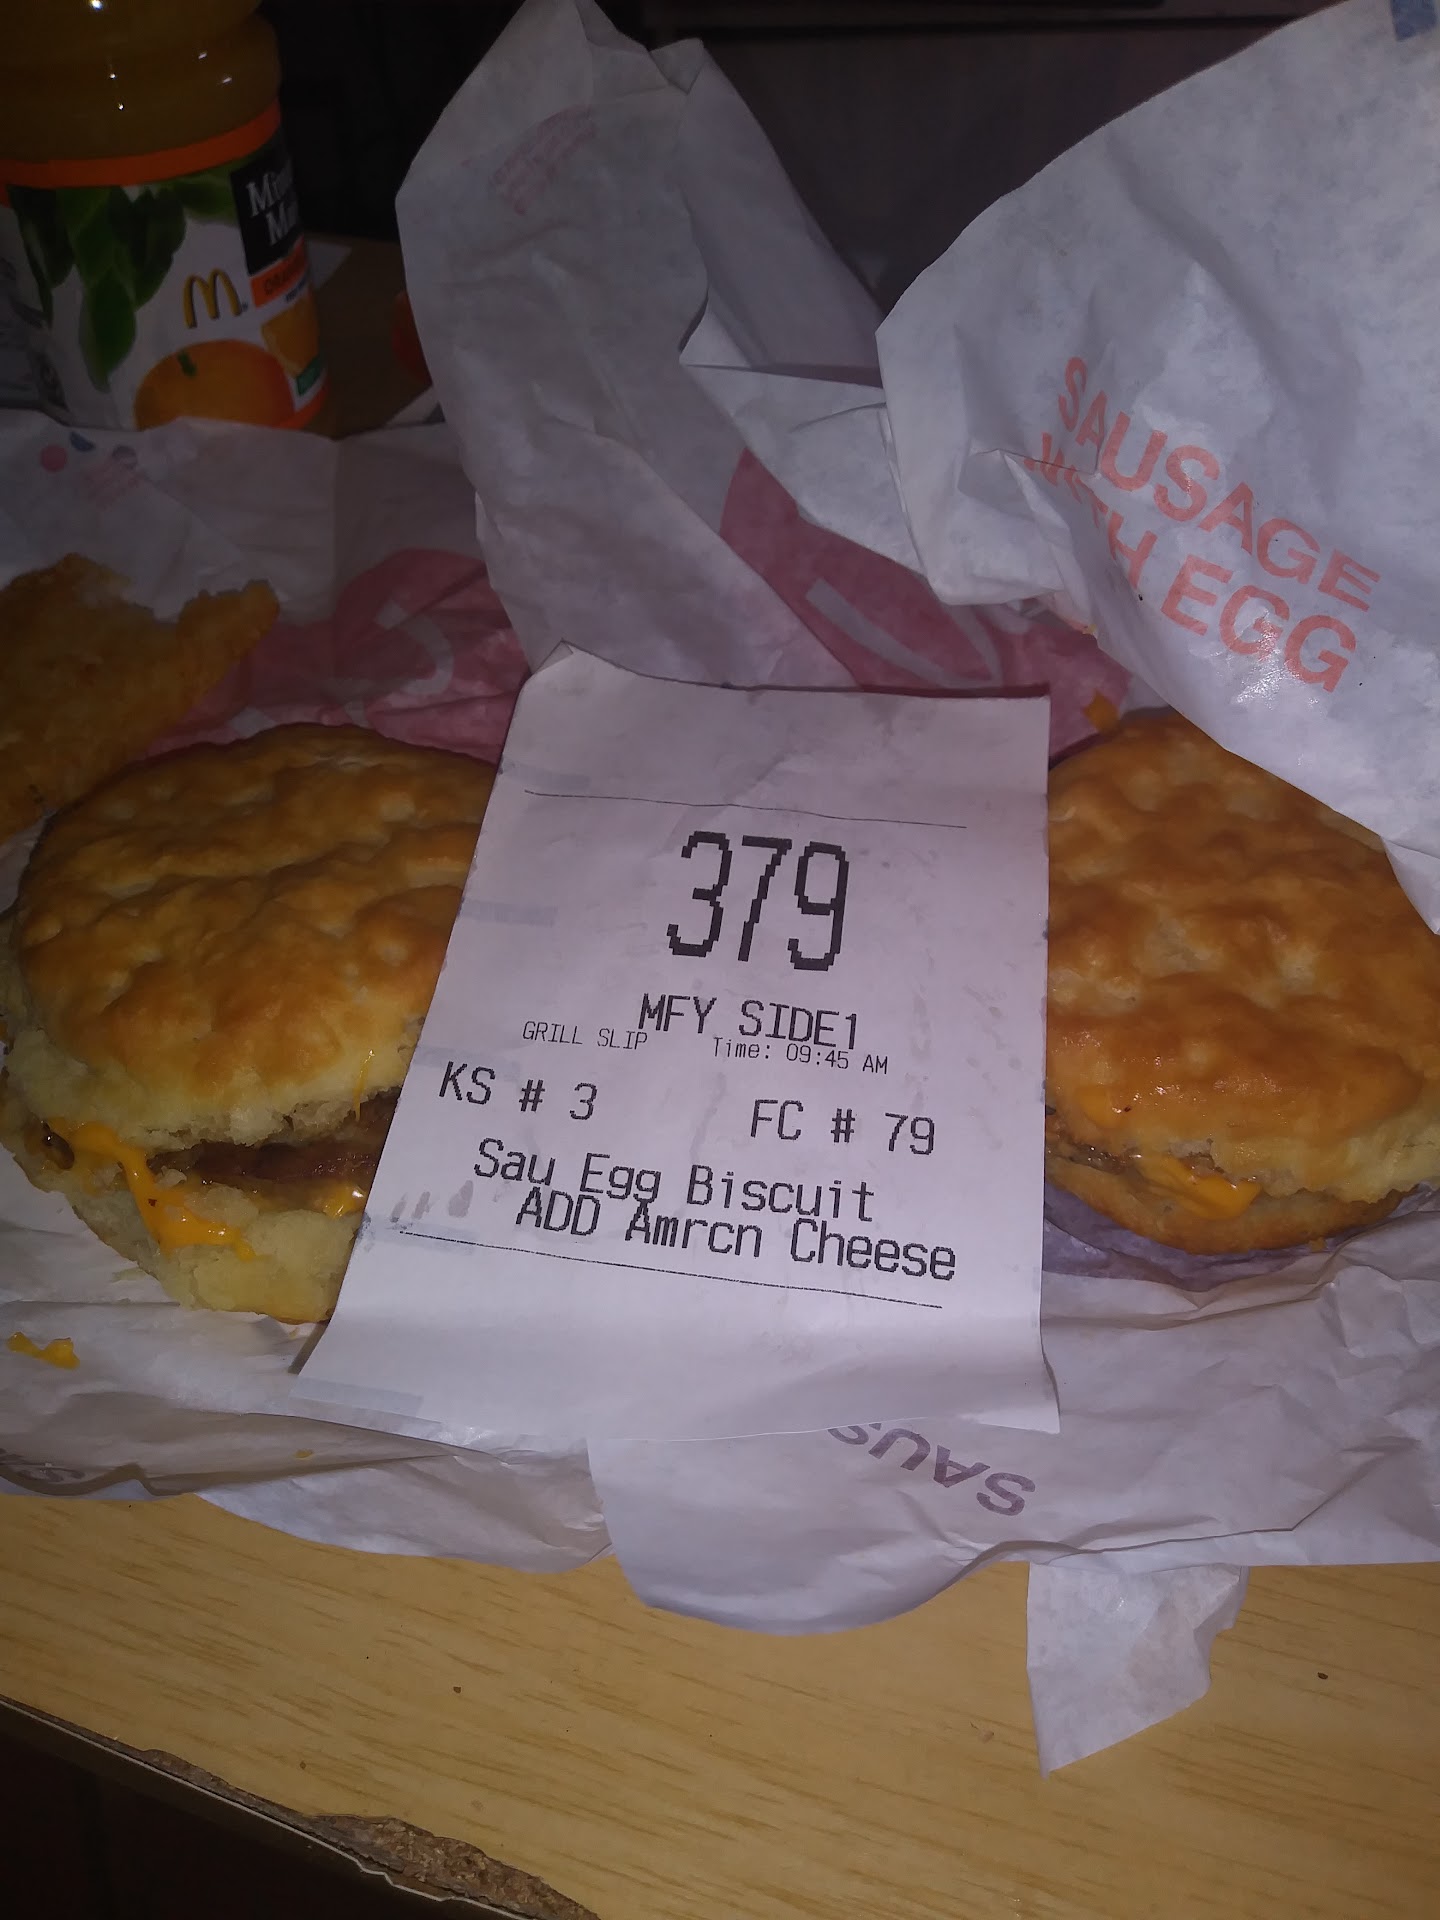 SAUSAGE
WITH EGG
379
MFY SIDE1
GRILL SLIP Time: 09:45 AM
KS # 3 FC # 79
Sau Egg Biscuit
ADD Amrcn Cheese
SAUS